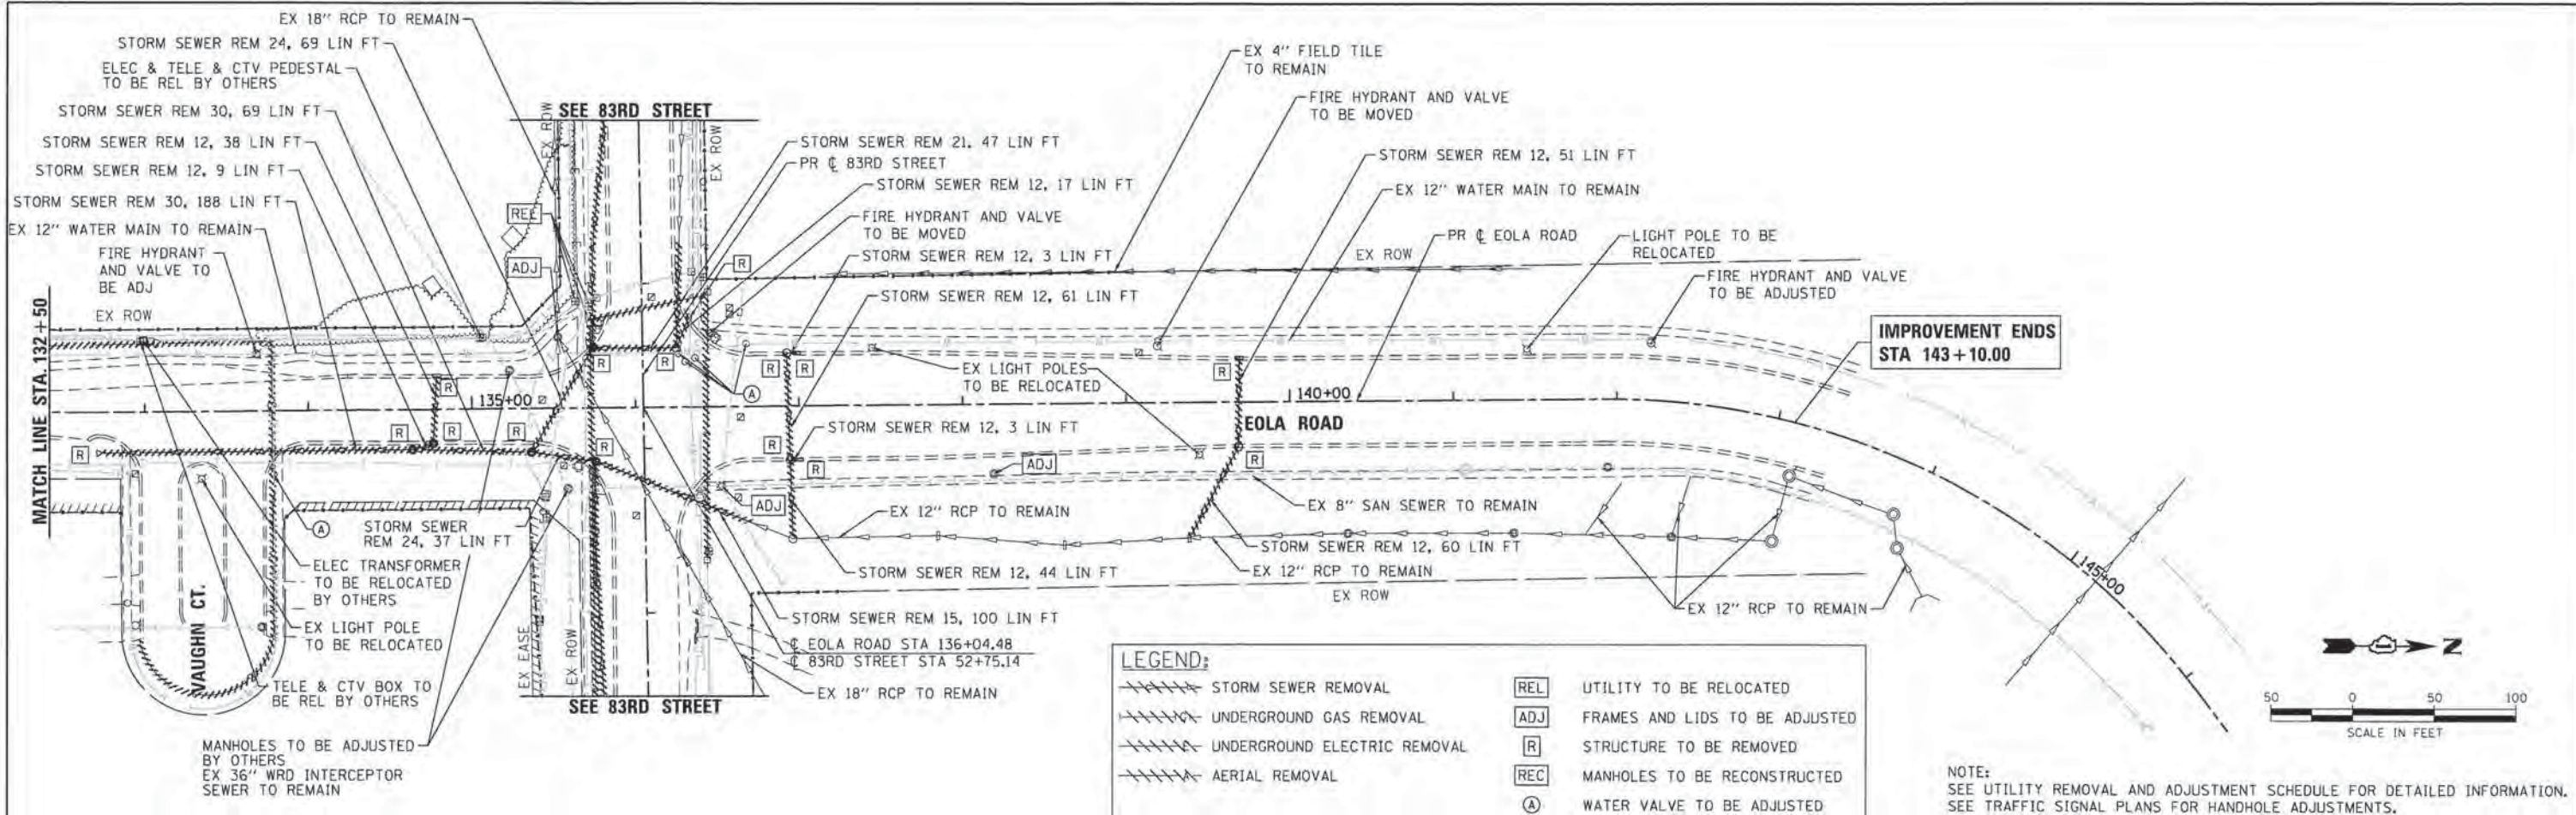 EX 18" RCP TO REMAIN
STORM SEWER REM 24, 69 LIN FT
ELEC & TELE & CTV PEDESTAL
TO BE REL BY OTHERS
STORM SEWER REM 30, 69 LIN FT
STORM SEWER REM 12, 38 LIN FT
STORM SEWER REM 12, 9 LIN FT
STORM SEWER REM 30, 188 LIN FT
EX 12" WATER MAIN TO REMAIN
FIRE HYDRANT
AND VALVE TO
BE ADJ
EX ROW
MATCH LINE STA. 132+50
EX ROW
SEE 83RD STREET
EX ROW
REL
ADJ
STORM SEWER REM 21, 47 LIN FT
PR ℄ 83RD STREET
STORM SEWER REM 12, 17 LIN FT
FIRE HYDRANT AND VALVE
TO BE MOVED
STORM SEWER REM 12, 3 LIN FT
STORM SEWER REM 12, 61 LIN FT
EX 4" FIELD TILE
TO REMAIN
FIRE HYDRANT AND VALVE
TO BE MOVED
STORM SEWER REM 12, 51 LIN FT
EX 12" WATER MAIN TO REMAIN
PR ℄ EOLA ROAD
EX ROW
LIGHT POLE TO BE
RELOCATED
FIRE HYDRANT AND VALVE
TO BE ADJUSTED
IMPROVEMENT ENDS
STA 143+10.00
R
R
R
R
R
R
R
EX LIGHT POLES
TO BE RELOCATED
A
135+00
140+00
EOLA ROAD
R
R
R
R
R
R
R
R
R
STORM SEWER REM 12, 3 LIN FT
ADJ
ADJ
EX 12" RCP TO REMAIN
EX 8" SAN SEWER TO REMAIN
STORM SEWER REM 12, 60 LIN FT
EX 12" RCP TO REMAIN
EX ROW
EX 12" RCP TO REMAIN
145+00
A
STORM SEWER
REM 24, 37 LIN FT
ELEC TRANSFORMER
TO BE RELOCATED
BY OTHERS
EX LIGHT POLE
TO BE RELOCATED
TELE & CTV BOX TO
BE REL BY OTHERS
VAUGHN CT.
MANHOLES TO BE ADJUSTED
BY OTHERS
EX 36" WRD INTERCEPTOR
SEWER TO REMAIN
EX EASE
EX ROW
SEE 83RD STREET
STORM SEWER REM 12, 44 LIN FT
STORM SEWER REM 15, 100 LIN FT
℄ EOLA ROAD STA 136+04.48
℄ 83RD STREET STA 52+75.14
EX 18" RCP TO REMAIN
LEGEND:
STORM SEWER REMOVAL
UNDERGROUND GAS REMOVAL
UNDERGROUND ELECTRIC REMOVAL
AERIAL REMOVAL
REL UTILITY TO BE RELOCATED
ADJ FRAMES AND LIDS TO BE ADJUSTED
R STRUCTURE TO BE REMOVED
REC MANHOLES TO BE RECONSTRUCTED
A WATER VALVE TO BE ADJUSTED
N
50 0 50 100
SCALE IN FEET
NOTE:
SEE UTILITY REMOVAL AND ADJUSTMENT SCHEDULE FOR DETAILED INFORMATION.
SEE TRAFFIC SIGNAL PLANS FOR HANDHOLE ADJUSTMENTS.